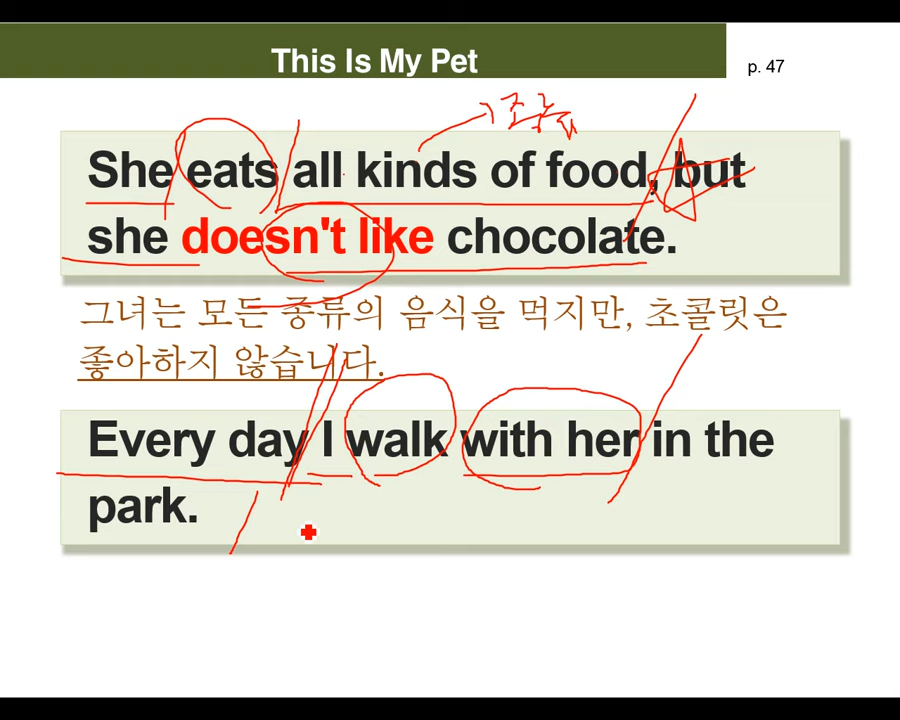 This Is My Pet
p. 47
She eats all kinds of food, but
she doesn't like chocolate.
그녀는 모든 종류의 음식을 먹지만, 초콜릿은
좋아하지 않습니다.
Every day I walk with her in the
park.